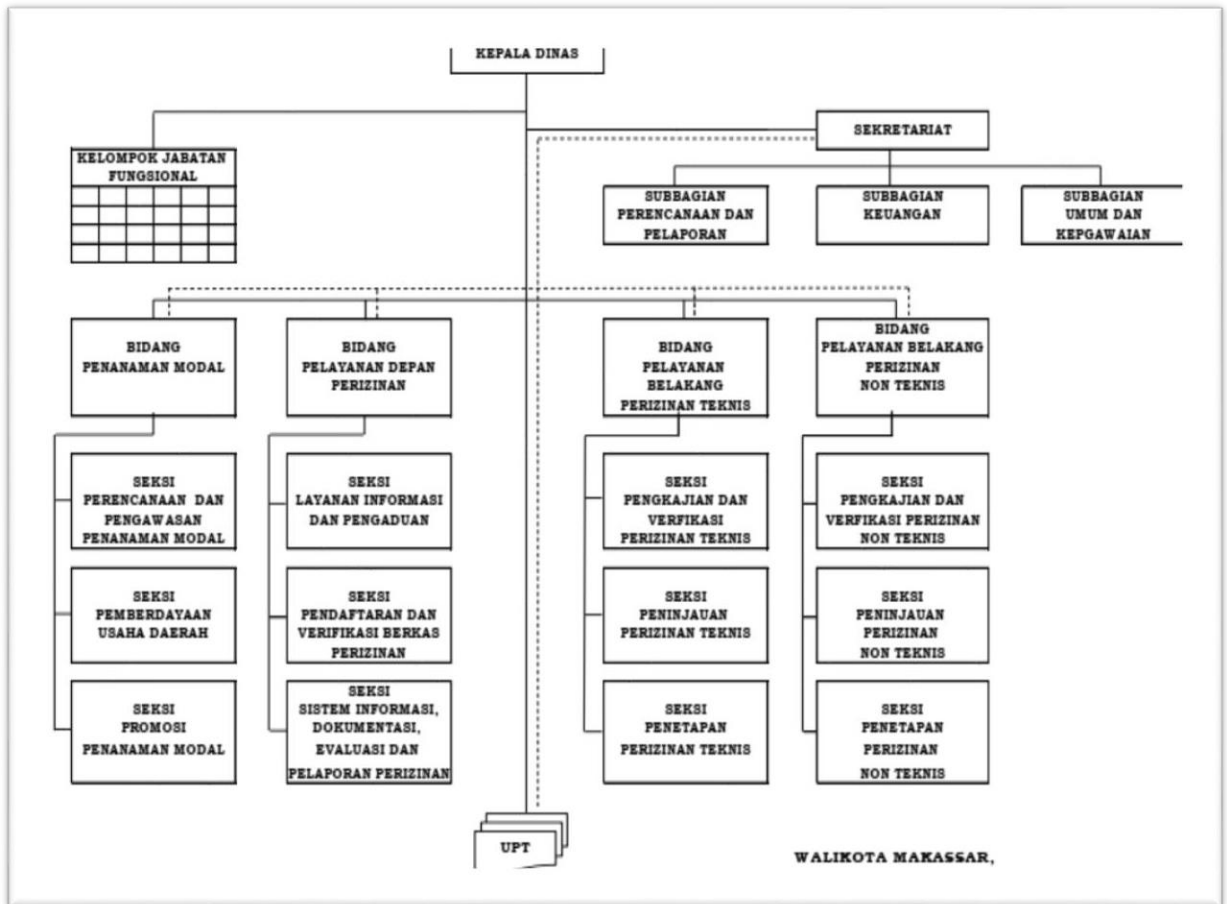 KEPALA DINAS
SEKRETARIAT
KELOMPOK JABATAN
FUNGSIONAL
SUBBAGIAN
PERENCANAAN DAN
PELAPORAN
SUBBAGIAN
KEUANGAN
SUBBAGIAN
UMUM DAN
KEPGAWAIAN
BIDANG
PENANAMAN MODAL
BIDANG
PELAYANAN DEPAN
PERIZINAN
BIDANG
PELAYANAN
BELAKANG
PERIZINAN TEKNIS
BIDANG
PELAYANAN BELAKANG
PERIZINAN
NON TEKNIS
SEKSI
PERENCANAAN DAN
PENGAWASAN
PENANAMAN MODAL
SEKSI
LAYANAN INFORMASI
DAN PENGADUAN
SEKSI
PENGKAJIAN DAN
VERFIKASI
PERIZINAN TEKNIS
SEKSI
PENGKAJIAN DAN
VERFIKASI PERIZINAN
NON TEKNIS
SEKSI
PEMBERDAYAAN
USAHA DAERAH
SEKSI
PENDAFTARAN DAN
VERIFIKASI BERKAS
PERIZINAN
SEKSI
PENINJAUAN
PERIZINAN TEKNIS
SEKSI
PENINJAUAN
PERIZINAN
NON TEKNIS
SEKSI
PROMOSI
PENANAMAN MODAL
SEKSI
SISTEM INFORMASI,
DOKUMENTASI,
EVALUASI DAN
PELAPORAN PERIZINAN
SEKSI
PENETAPAN
PERIZINAN TEKNIS
SEKSI
PENETAPAN
PERIZINAN
NON TEKNIS
UPT
WALIKOTA MAKASSAR,